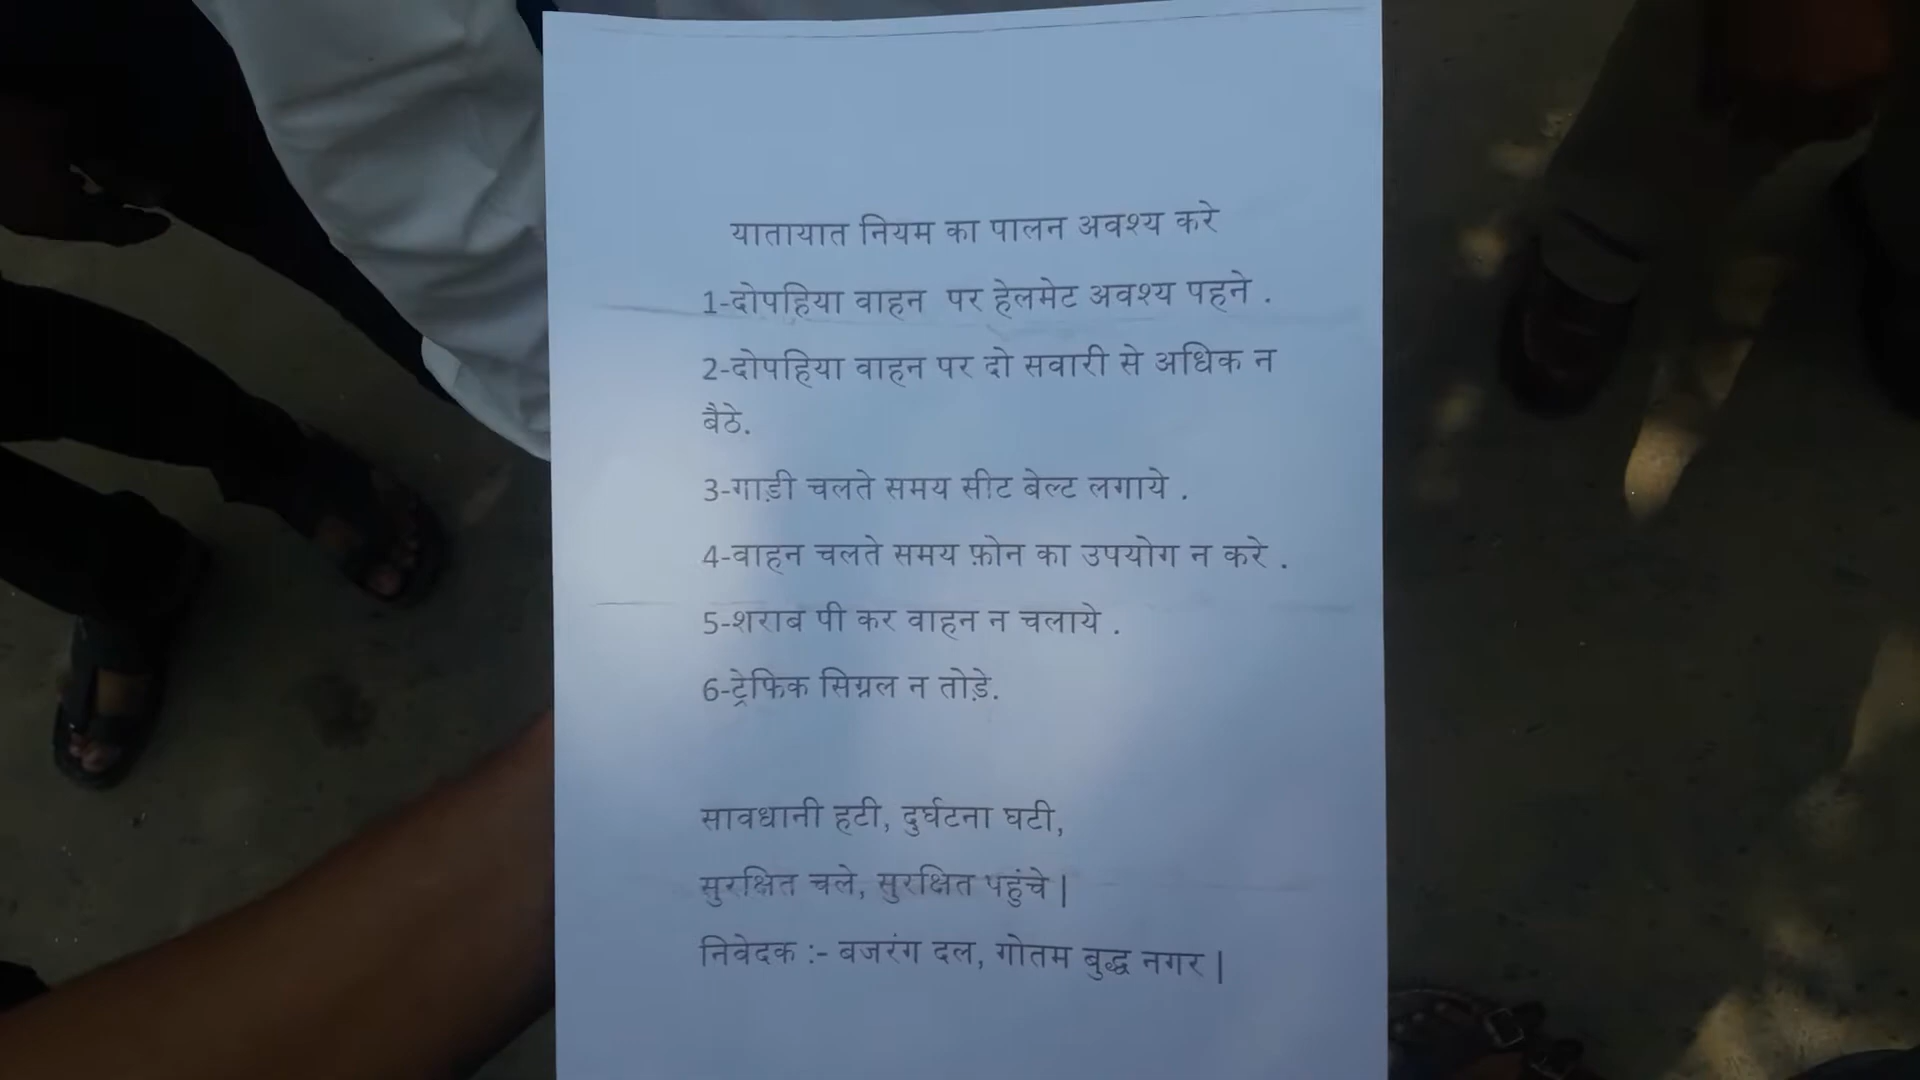 यातायात नियम का पालन अवश्य करे
1-दोपहिया वाहन पर हेलमेट अवश्य पहने .
2-दोपहिया वाहन पर दो सवारी से अधिक न
बैठे.
3-गाड़ी चलते समय सीट बेल्ट लगाये .
4-वाहन चलते समय फ़ोन का उपयोग न करे .
5-शराब पी कर वाहन न चलाये .
6-ट्रेफिक सिग्नल न तोड़े.
सावधानी हटी, दुर्घटना घटी,
सुरक्षित चले, सुरक्षित पहुंचे |
निवेदक :- बजरंग दल, गोतम बुद्ध नगर |